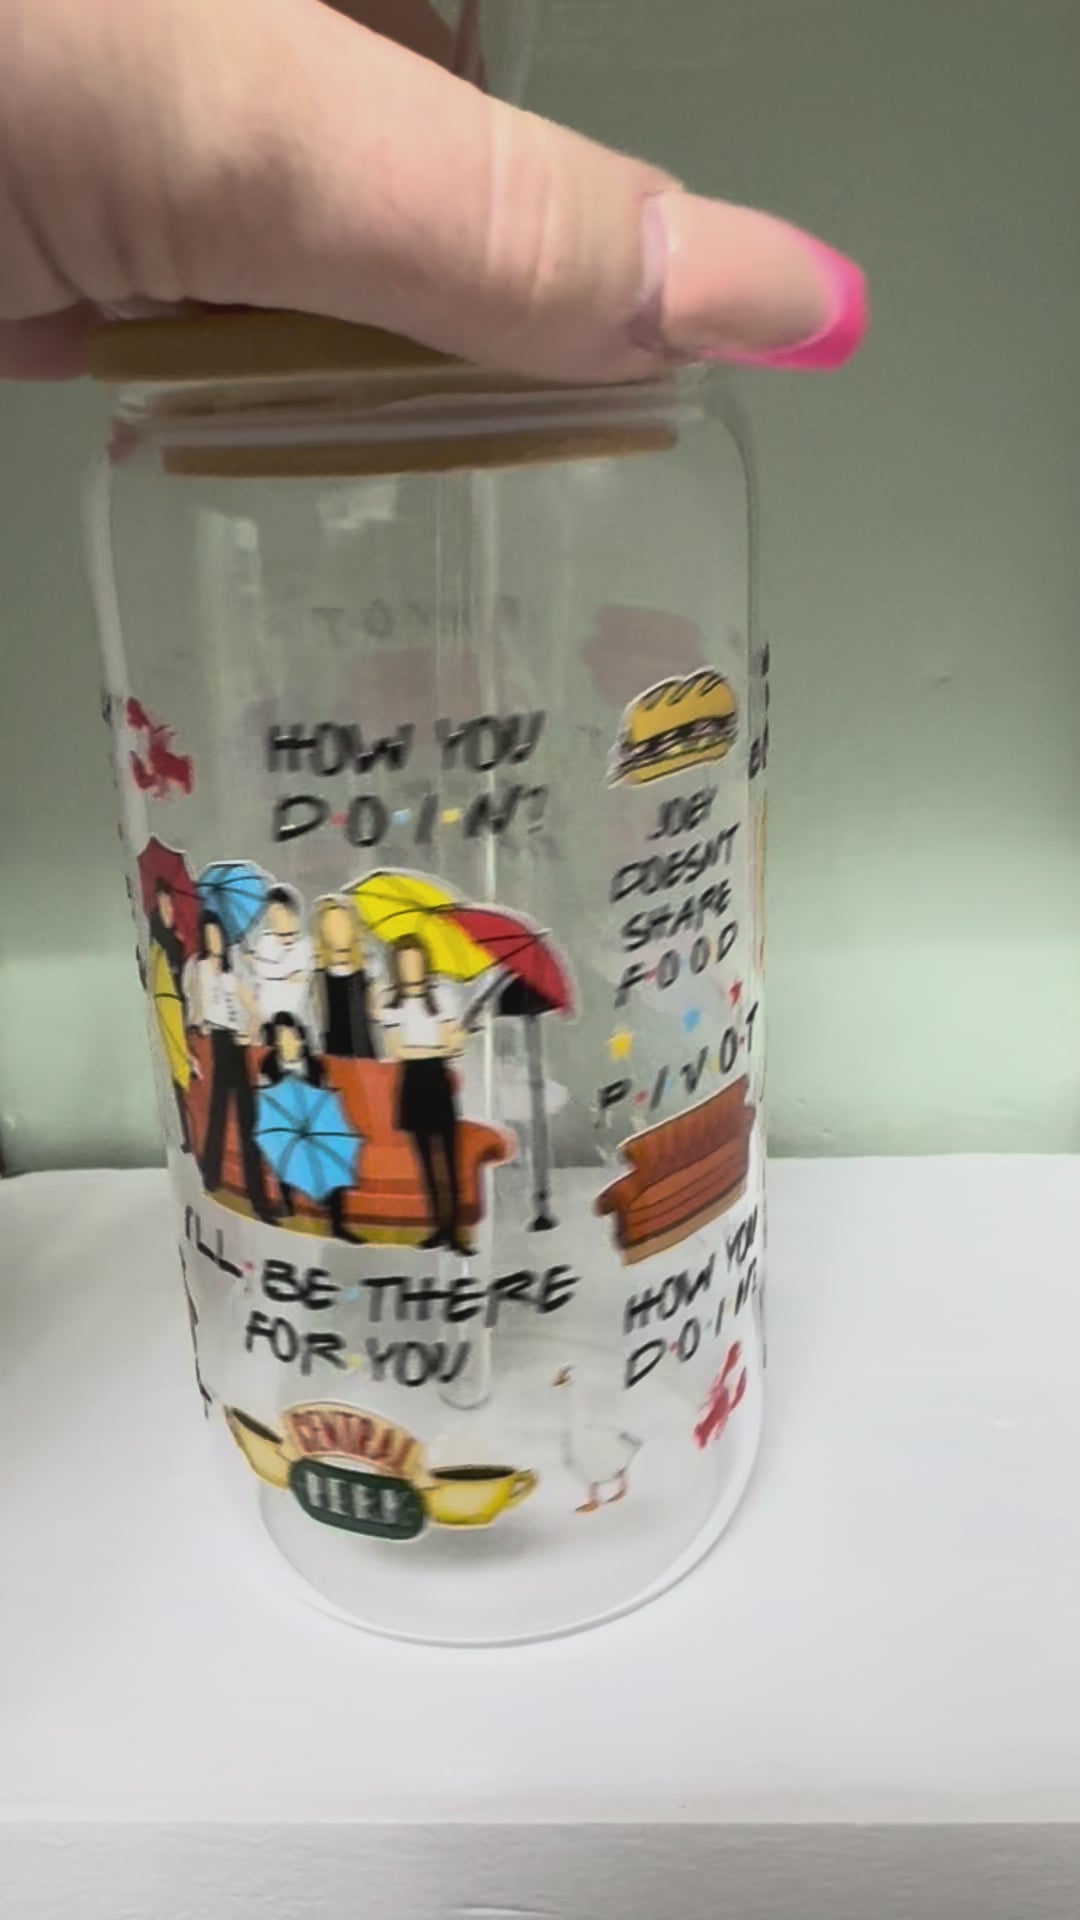 HOW YOU
D·O·I·N?
JOEY
DOESN'T
SHARE
FOOD
P·I·V·O·T
I'LL·BE·THERE
FOR·YOU
HOW YOU
D·O·I·N?
CENTRAL
PERK